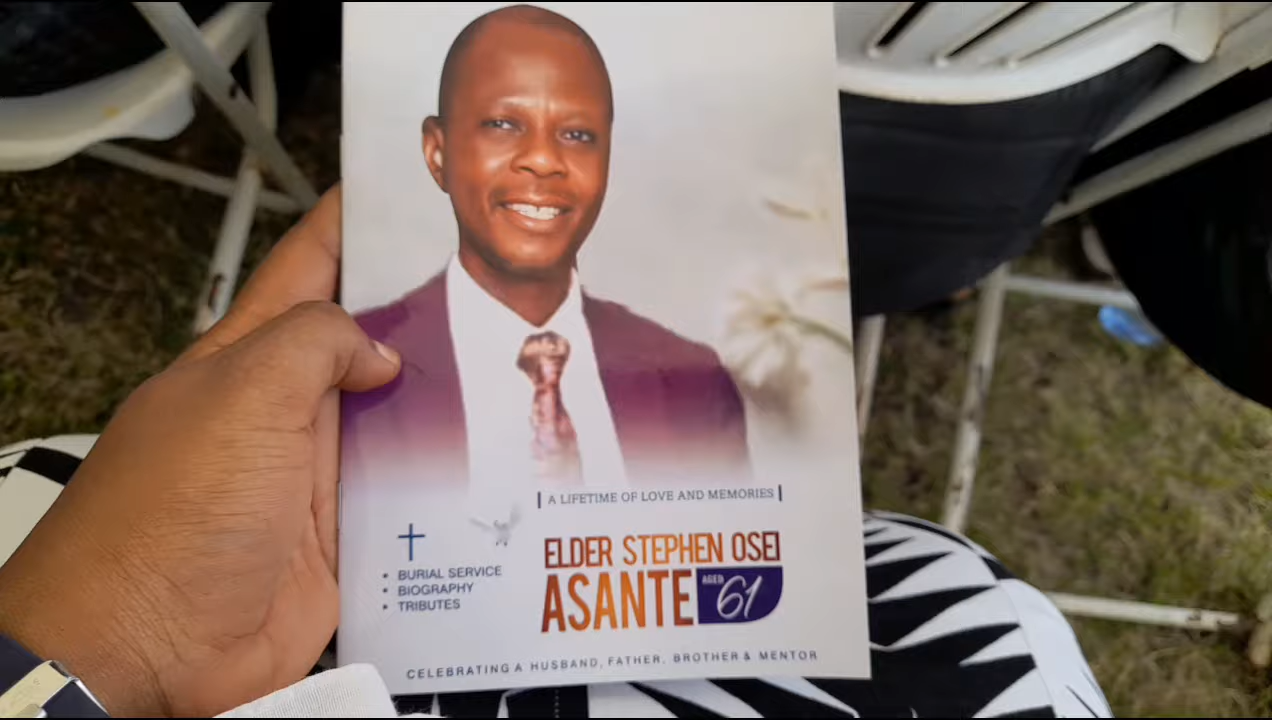 A LIFETIME OF LOVE AND MEMORIES
ELDER STEPHEN OSEI
ASANTE
AGED 61
• BURIAL SERVICE
• BIOGRAPHY
• TRIBUTES
CELEBRATING A HUSBAND, FATHER, BROTHER & MENTOR